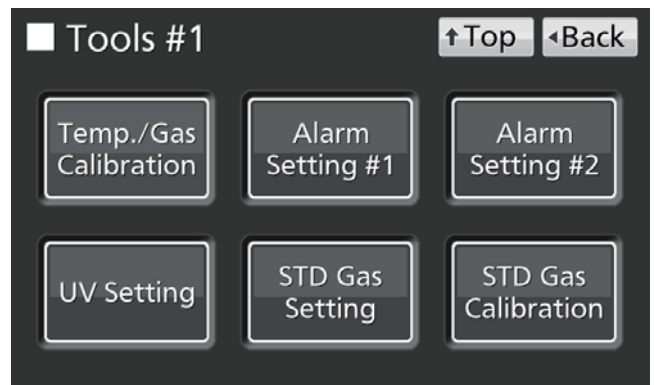 Tools #1
Top
Back
Temp./Gas
Calibration
Alarm
Setting #1
Alarm
Setting #2
UV Setting
STD Gas
Setting
STD Gas
Calibration